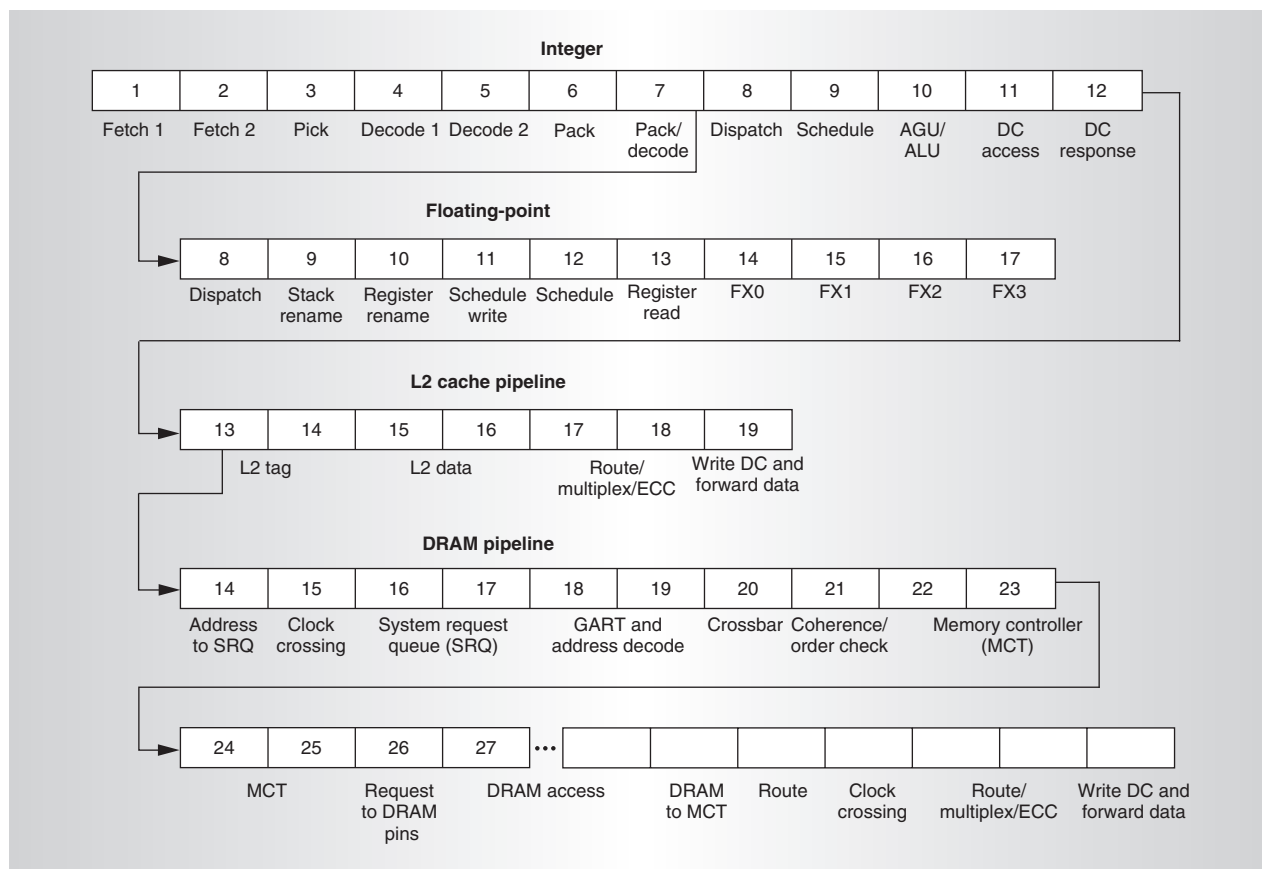 Integer
1 2 3 4 5 6 7 8 9 10 11 12
Fetch 1 Fetch 2 Pick Decode 1 Decode 2 Pack Pack/ Dispatch Schedule AGU/ DC DC
decode ALU access response
Floating-point
8 9 10 11 12 13 14 15 16 17
Dispatch Stack Register Schedule Schedule Register FX0 FX1 FX2 FX3
rename rename write read
L2 cache pipeline
13 14 15 16 17 18 19
L2 tag L2 data Route/ Write DC and
multiplex/ECC forward data
DRAM pipeline
14 15 16 17 18 19 20 21 22 23
Address Clock System request GART and Crossbar Coherence/ Memory controller
to SRQ crossing queue (SRQ) address decode order check (MCT)
24 25 26 27 ...
MCT Request DRAM access DRAM Route Clock Route/ Write DC and
to DRAM to MCT crossing multiplex/ECC forward data
pins